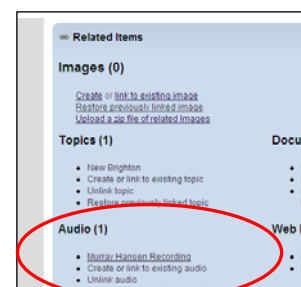 Related Items
Images (0)
Create or link to existing image
Restore previously linked image
Upload a zip file of related images
Topics (1)
New Brighton
Create or link to existing topic
Unlink topic
Restore previously linked topic
Audio (1)
Murray Hansen Recording
Create or link to existing audio
Unlink audio
Docu
Web